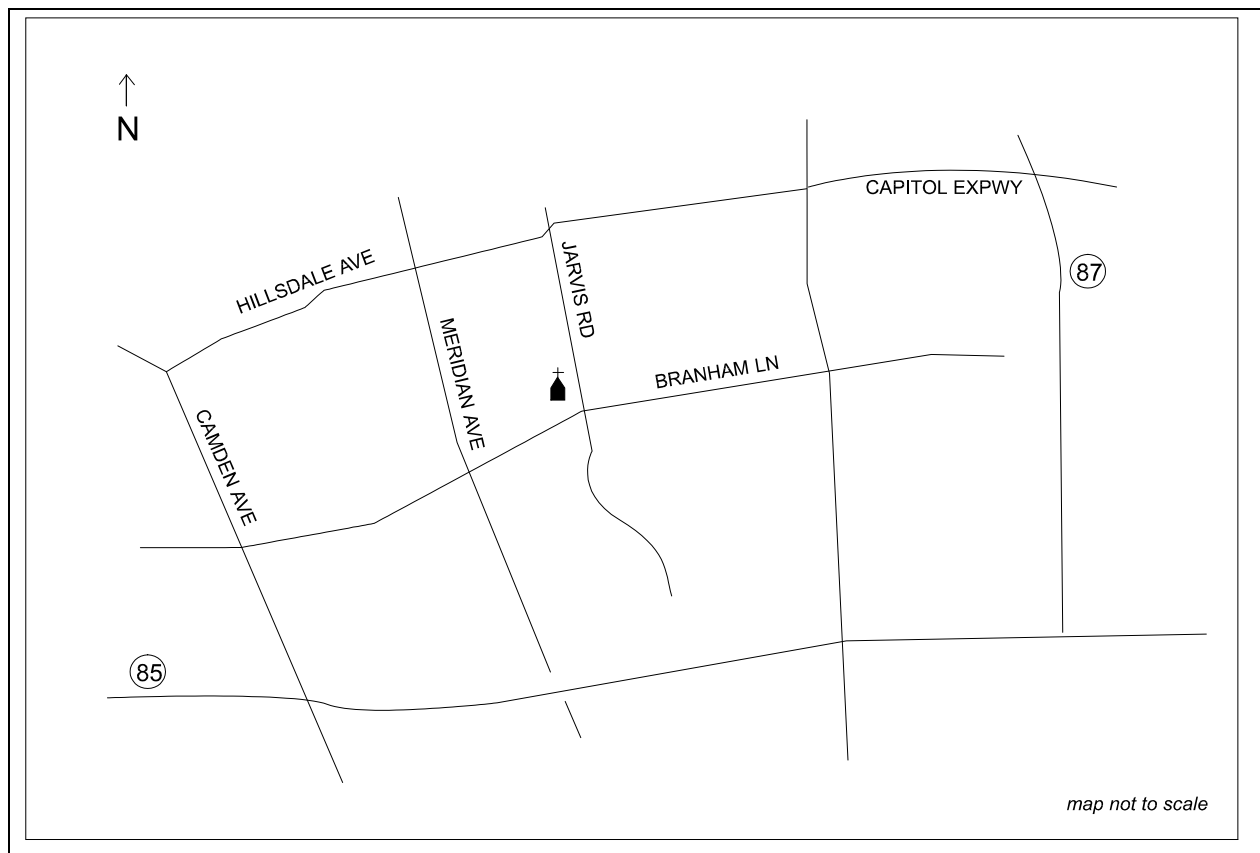 N
CAPITOL EXPWY
HILLSDALE AVE
JARVIS RD
87
MERIDIAN AVE
BRANHAM LN
CAMDEN AVE
85
map not to scale